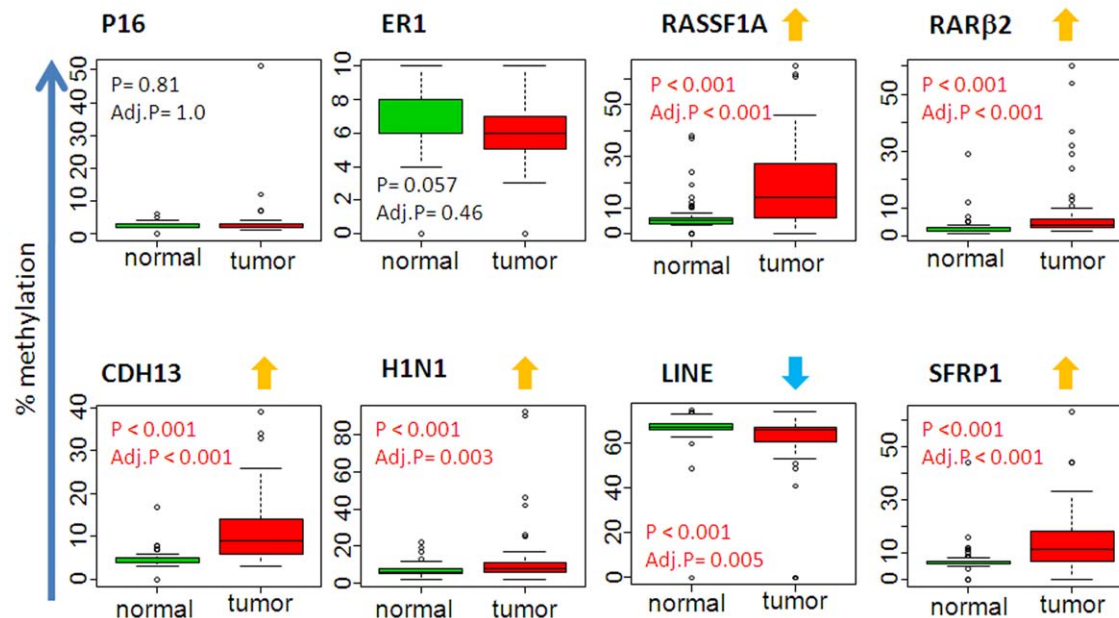 P16
ER1
RASSF1A
RARβ2
% methylation
0 10 20 30 40 50
P= 0.81
Adj.P= 1.0
normal tumor
0 2 4 6 8 10
P= 0.057
Adj.P= 0.46
normal tumor
0 10 30 50
P < 0.001
Adj.P < 0.001
normal tumor
0 10 30 50
P < 0.001
Adj.P < 0.001
normal tumor
CDH13
H1N1
LINE
SFRP1
0 10 20 30 40
P < 0.001
Adj.P < 0.001
normal tumor
0 20 40 60 80
P < 0.001
Adj.P= 0.003
normal tumor
0 20 40 60
P < 0.001
Adj.P= 0.005
normal tumor
0 10 30 50
P <0.001
Adj.P < 0.001
normal tumor